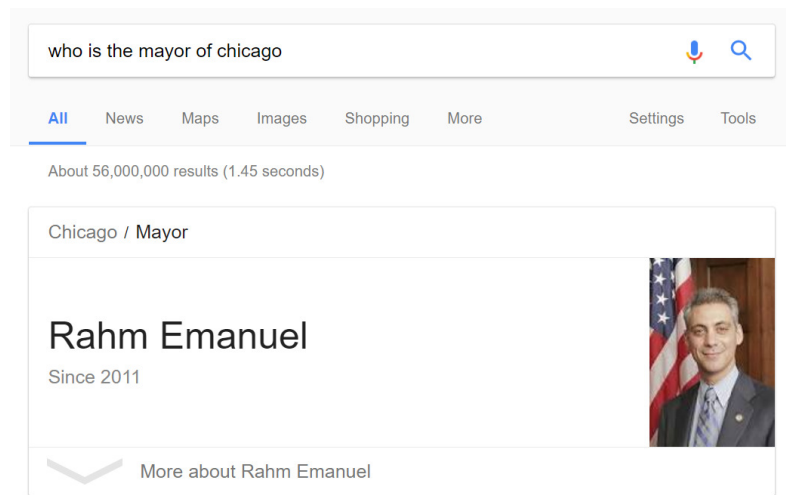 who is the mayor of chicago
All News Maps Images Shopping More Settings Tools
About 56,000,000 results (1.45 seconds)
Chicago / Mayor
Rahm Emanuel
Since 2011
More about Rahm Emanuel